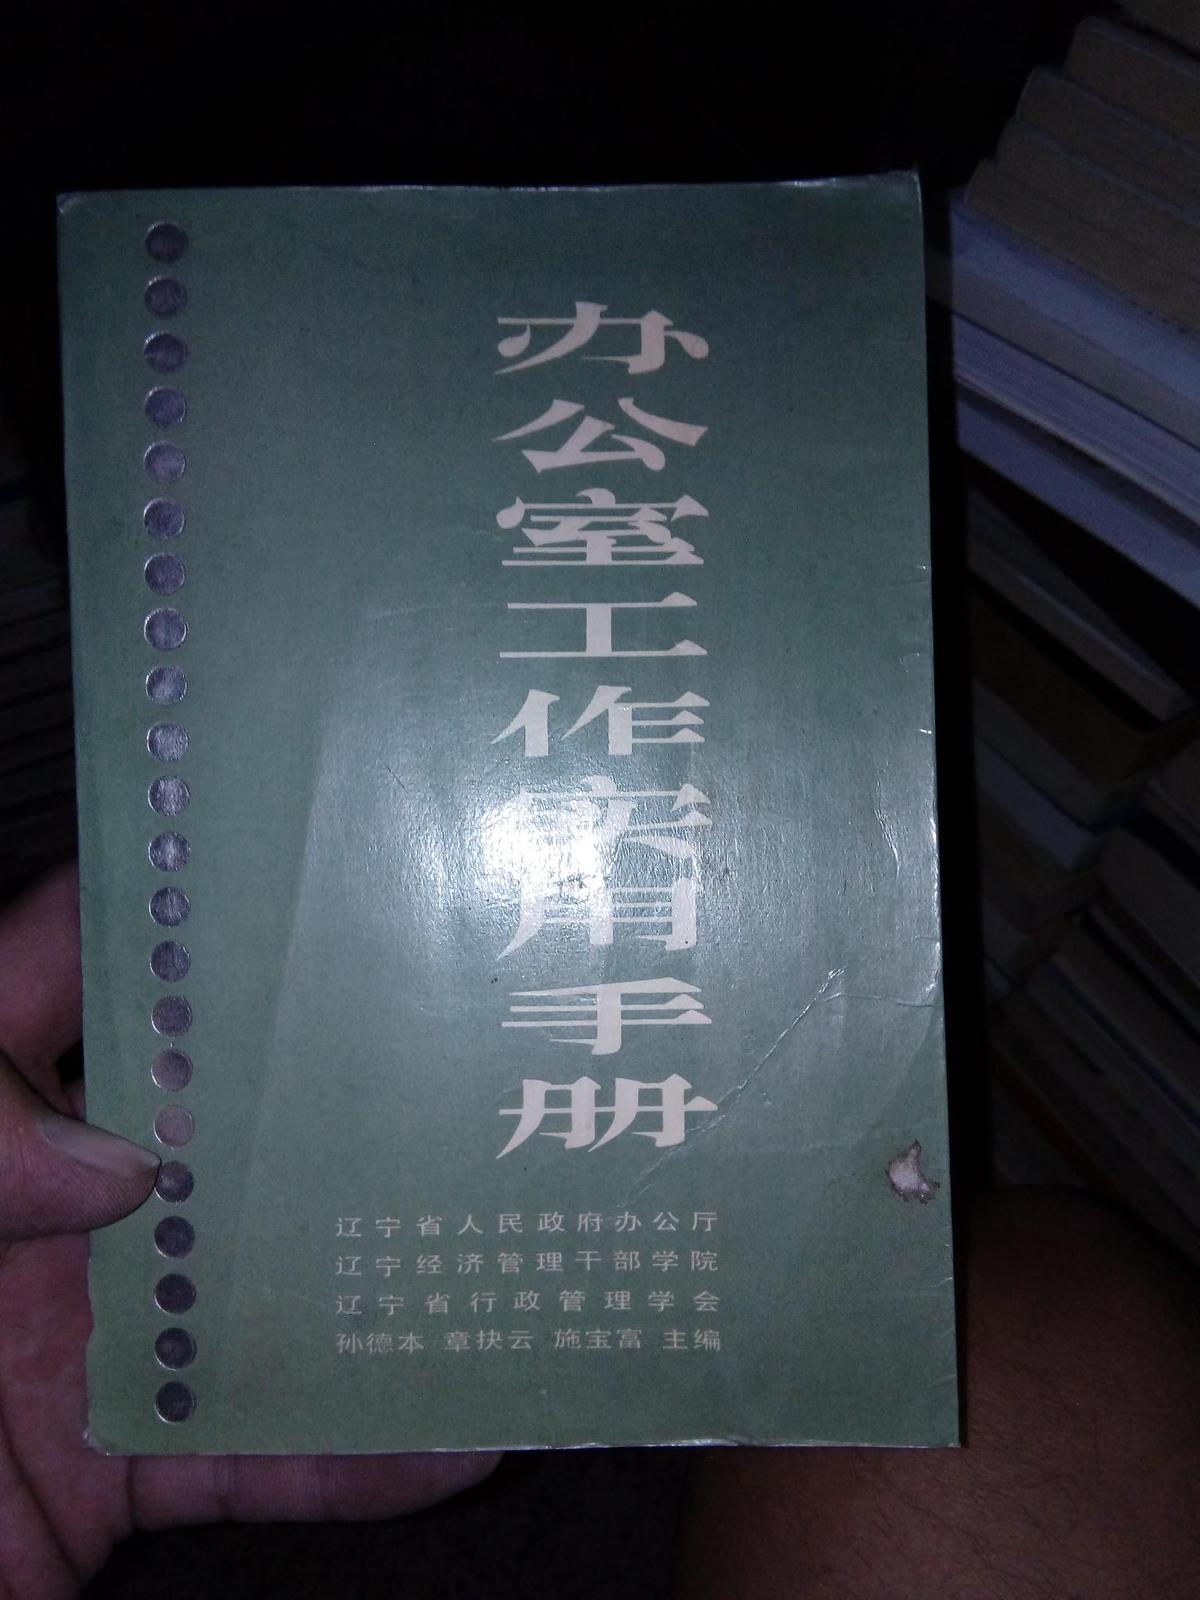 办公室工作实用手册
辽宁省人民政府办公厅
辽宁经济管理干部学院
辽宁省行政管理学会
孙德本 章抉云 施宝富 主编